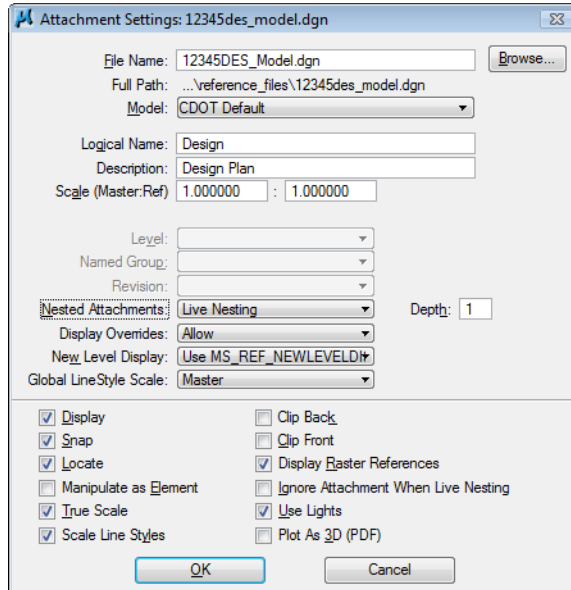 Attachment Settings: 12345des_model.dgn
File Name: 12345DES_Model.dgn Browse...
Full Path: ...\reference_files\12345des_model.dgn
Model: CDOT Default
Logical Name: Design
Description: Design Plan
Scale (Master:Ref) 1.000000 : 1.000000
Level:
Named Group:
Revision:
Nested Attachments: Live Nesting Depth: 1
Display Overrides: Allow
New Level Display: Use MS_REF_NEWLEVELDI
Global LineStyle Scale: Master
Display Clip Back
Snap Clip Front
Locate Display Raster References
Manipulate as Element Ignore Attachment When Live Nesting
True Scale Use Lights
Scale Line Styles Plot As 3D (PDF)
OK Cancel